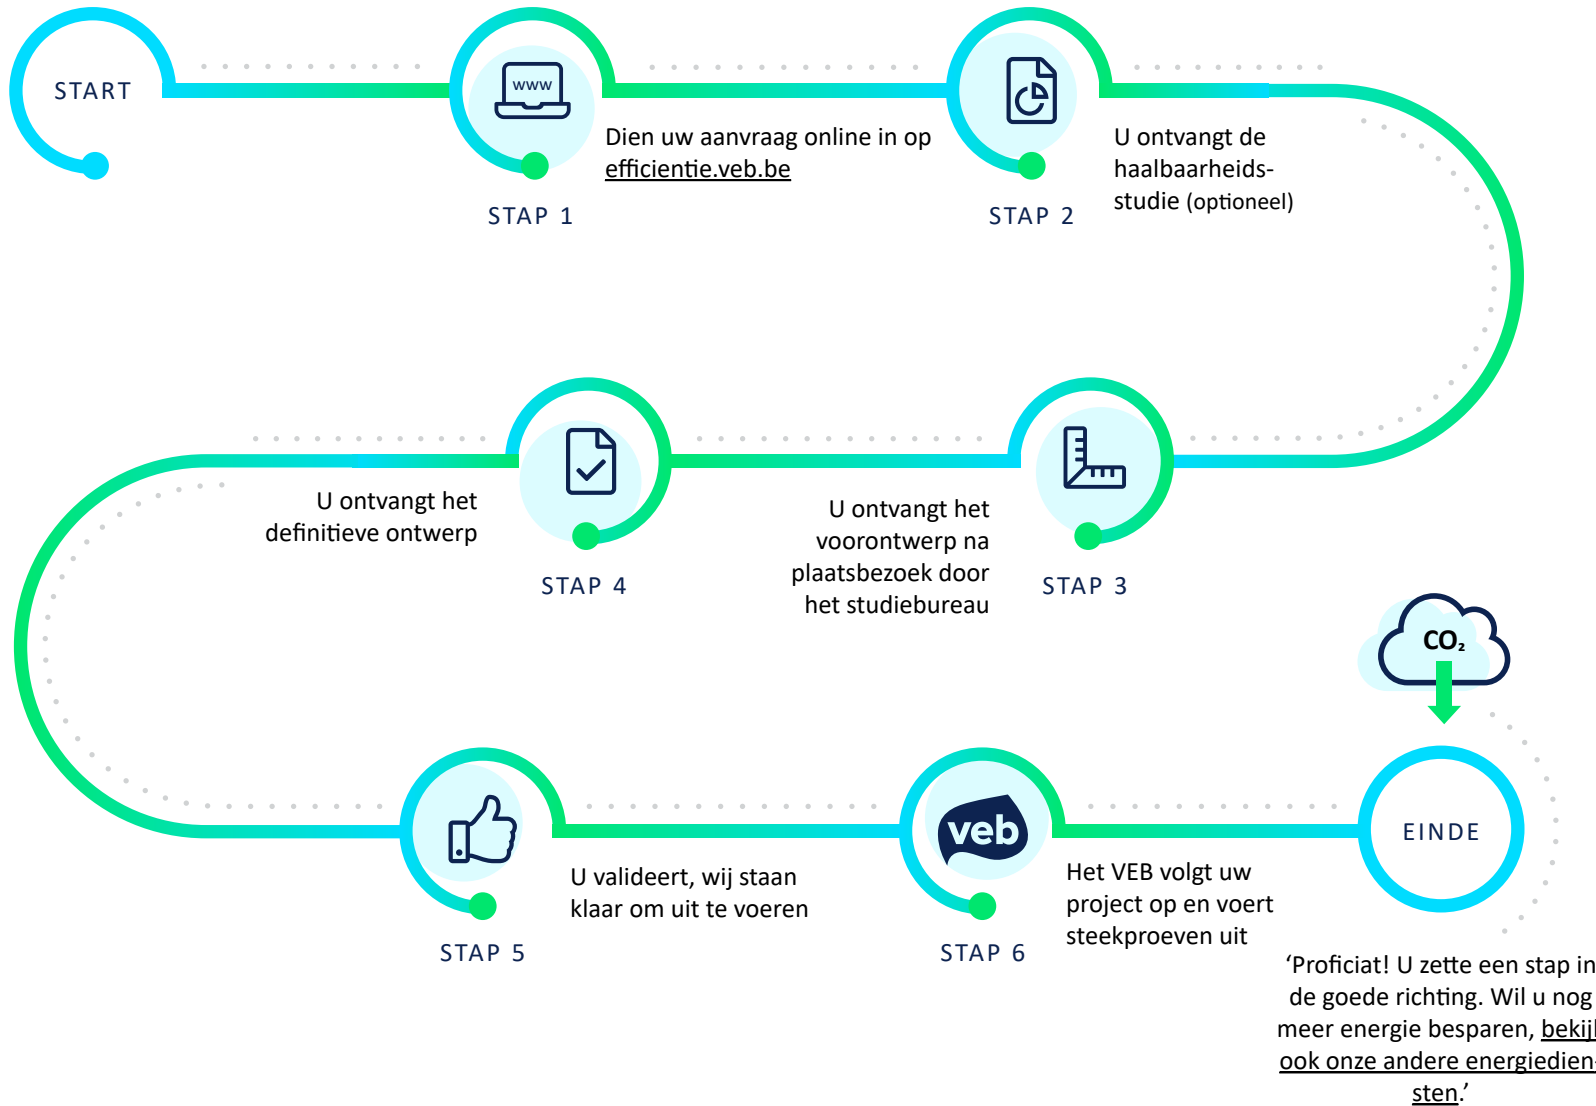 START
www
Dien uw aanvraag online in op
efficientie.veb.be
STAP 1
U ontvangt de
haalbaarheids-
studie (optioneel)
STAP 2
U ontvangt het
voorontwerp na
plaatsbezoek door
het studiebureau
STAP 3
U ontvangt het
definitieve ontwerp
STAP 4
U valideert, wij staan
klaar om uit te voeren
STAP 5
veb
Het VEB volgt uw
project op en voert
steekproeven uit
STAP 6
CO₂
EINDE
‘Proficiat! U zette een stap in
de goede richting. Wil u nog
meer energie besparen, bekijk
ook onze andere energiedien-
sten.’